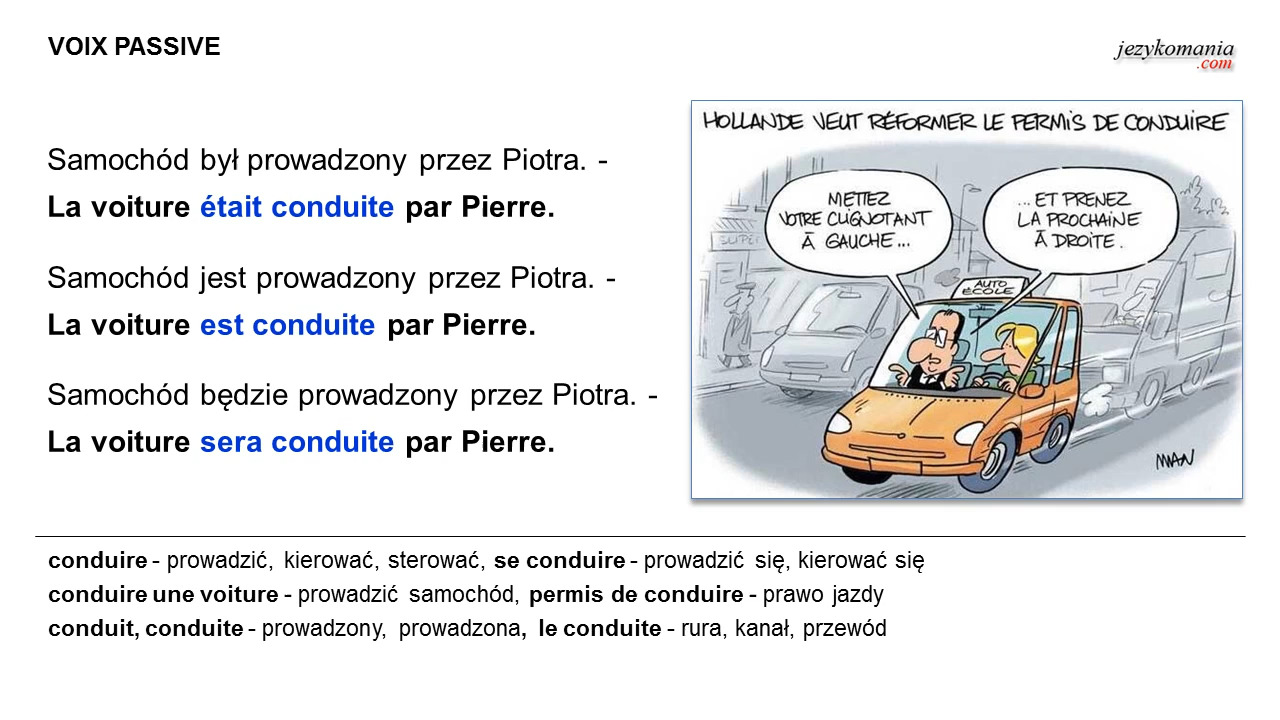 VOIX PASSIVE
jezykomania
.com
Samochód był prowadzony przez Piotra. -
La voiture était conduite par Pierre.
Samochód jest prowadzony przez Piotra. -
La voiture est conduite par Pierre.
Samochód będzie prowadzony przez Piotra. -
La voiture sera conduite par Pierre.
HOLLANDE VEUT RÉFORMER LE PERMIS DE CONDUIRE
METTEZ
VOTRE CLIGNOTANT
À GAUCHE...
...ET PRENEZ
LA PROCHAINE
À DROITE.
SUPER
AUTO
ÉCOLE
MAN
conduire - prowadzić, kierować, sterować, se conduire - prowadzić się, kierować się
conduire une voiture - prowadzić samochód, permis de conduire - prawo jazdy
conduit, conduite - prowadzony, prowadzona, le conduite - rura, kanał, przewód